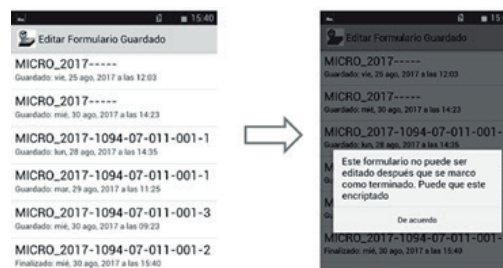 15:40
Editar Formulario Guardado
MICRO_2017-----
Guardado: vie, 25 ago, 2017 a las 12:03
MICRO_2017-----
Guardado: mié, 30 ago, 2017 a las 14:23
MICRO_2017-1094-07-011-001-1
Guardado: lun, 28 ago, 2017 a las 14:35
MICRO_2017-1094-07-011-001-1
Guardado: mar, 29 ago, 2017 a las 11:25
MICRO_2017-1094-07-011-001-3
Guardado: mié, 30 ago, 2017 a las 09:23
MICRO_2017-1094-07-011-001-2
Finalizado: mié, 30 ago, 2017 a las 15:40
15
Editar Formulario Guardado
MICRO_2017-----
Guardado: vie, 25 ago, 2017 a las 12:03
MICRO_2017-----
Guardado: mié, 30 ago, 2017 a las 14:23
MICRO_2017-1094-07-011-001-
Guardado: lun, 28 ago, 2017 a las 14:35
Este formulario no puede ser
editado después que se marco
como terminado. Puede que este
encriptado
De acuerdo
MICRO_2017-1094-07-011-001-
Finalizado: mié, 30 ago, 2017 a las 15:40